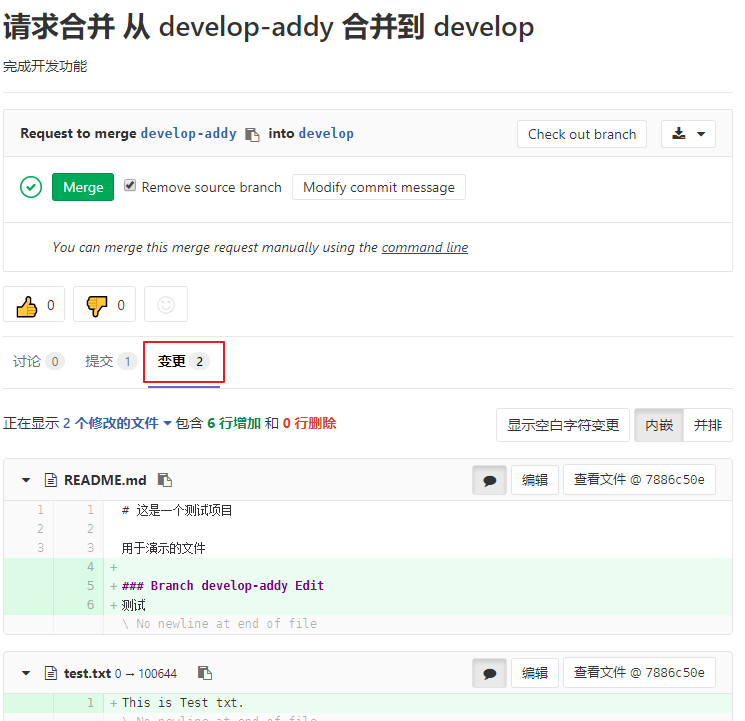 请求合并 从 develop-addy 合并到 develop
完成开发功能
Request to merge develop-addy into develop Check out branch
Merge Remove source branch Modify commit message
You can merge this merge request manually using the command line
0 0
讨论 0 提交 1 变更 2
正在显示 2 个修改的文件 包含 6 行增加 和 0 行删除 显示空白字符变更 内嵌 并排
README.md 编辑 查看文件 @ 7886c50e
1 1 # 这是一个测试项目
2 2
3 3 用于演示的文件
4 +
5 + ### Branch develop-addy Edit
6 + 测试
\ No newline at end of file
test.txt 0 → 100644 编辑 查看文件 @ 7886c50e
1 + This is Test txt.
\ No newline at end of file